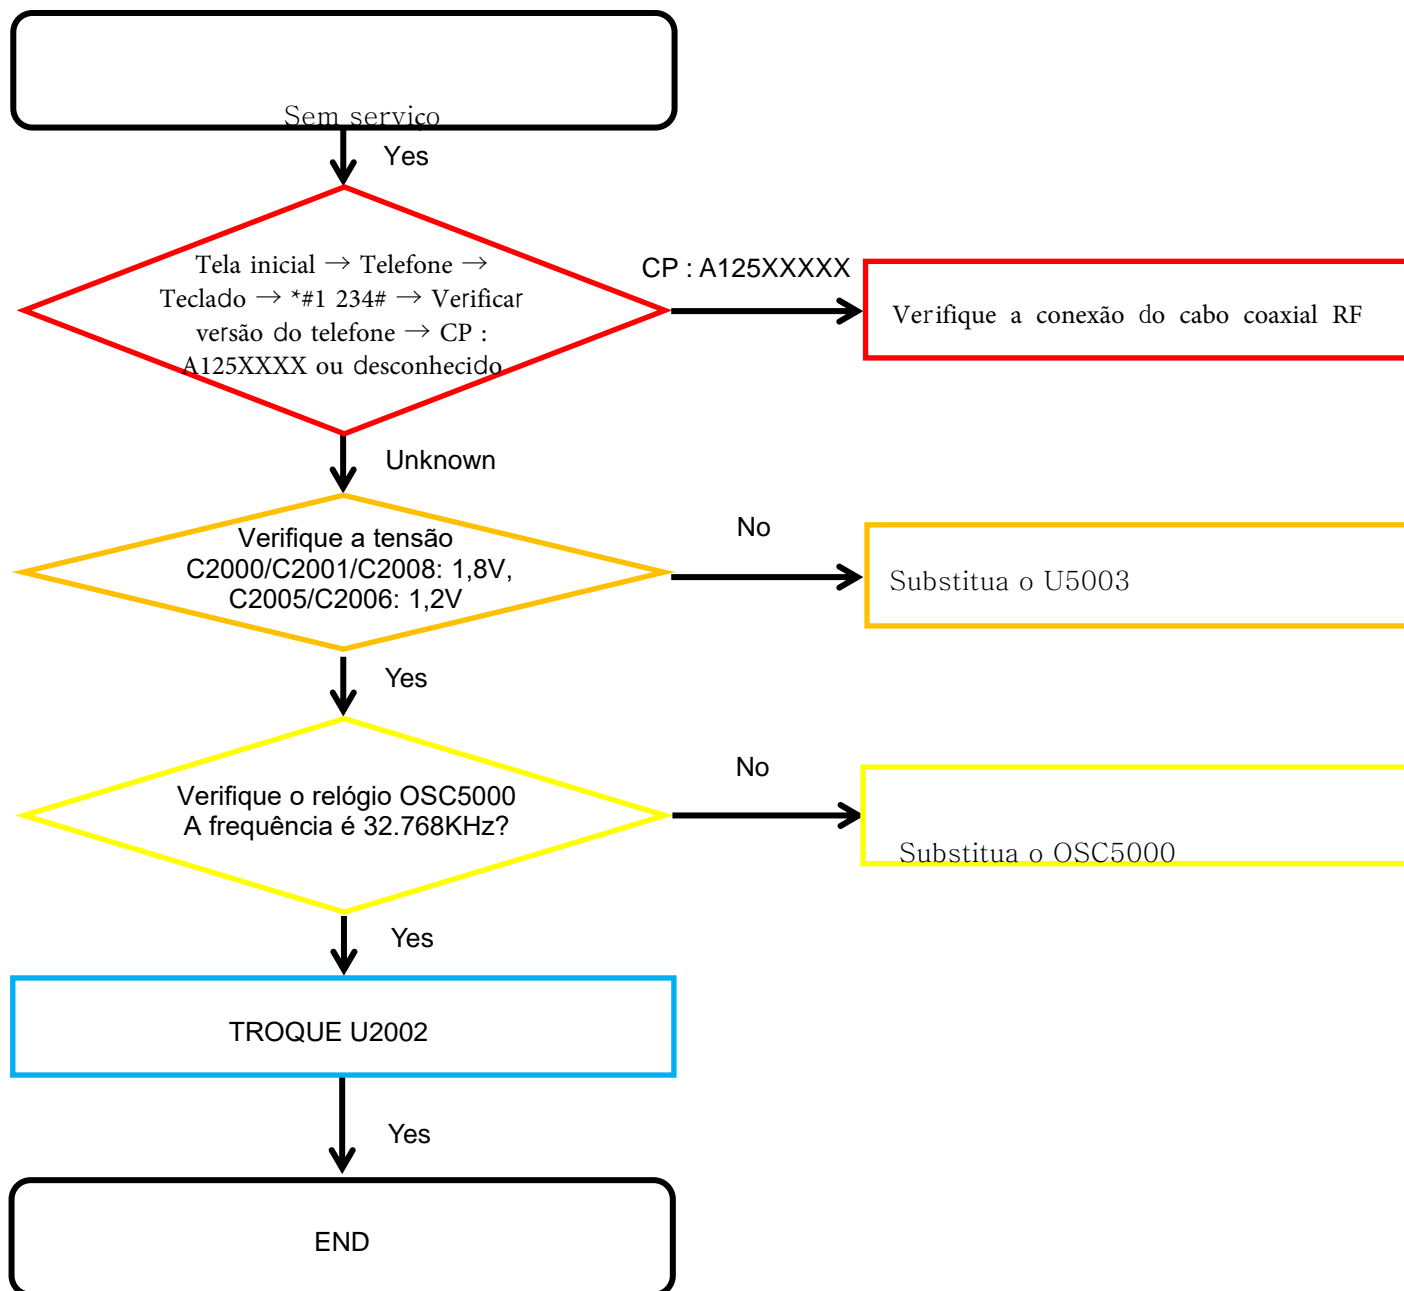 Sem serviço
Yes
Tela inicial → Telefone →
Teclado → *#1 234# → Verificar
versão do telefone → CP :
A125XXXX ou desconhecido
CP : A125XXXXX
Verifique a conexão do cabo coaxial RF
Unknown
Verifique a tensão
C2000/C2001/C2008: 1,8V,
C2005/C2006: 1,2V
No
Substitua o U5003
Yes
Verifique o relógio OSC5000
A frequência é 32.768KHz?
No
Substitua o OSC5000
Yes
TROQUE U2002
Yes
END